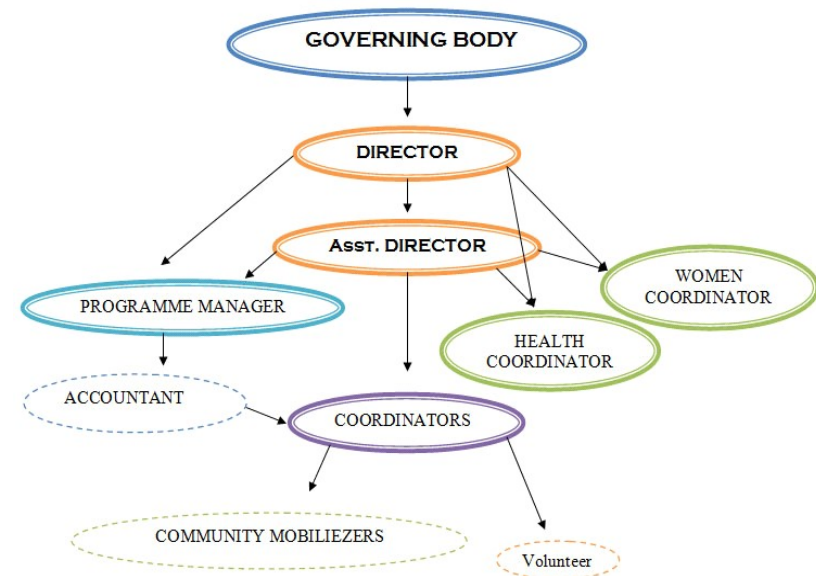 GOVERNING BODY
DIRECTOR
ASST. DIRECTOR
WOMEN
COORDINATOR
PROGRAMME MANAGER
HEALTH
COORDINATOR
ACCOUNTANT
COORDINATORS
COMMUNITY MOBILIEZERS
Volunteer